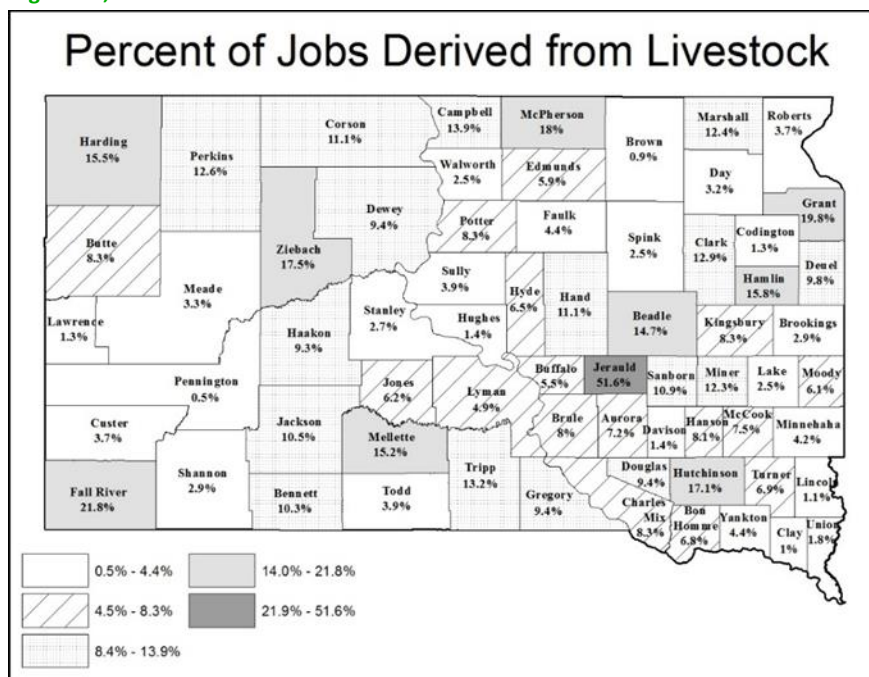 Percent of Jobs Derived from Livestock
Harding
15.5%
Perkins
12.6%
Corson
11.1%
Campbell
13.9%
McPherson
18%
Brown
0.9%
Marshall
12.4%
Roberts
3.7%
Walworth
2.5%
Edmunds
5.9%
Day
3.2%
Grant
19.8%
Butte
8.3%
Ziebach
17.5%
Dewey
9.4%
Potter
8.3%
Faulk
4.4%
Spink
2.5%
Clark
12.9%
Codington
1.3%
Deuel
9.8%
Hamlin
15.8%
Meade
3.3%
Sully
3.9%
Hyde
6.5%
Hand
11.1%
Beadle
14.7%
Kingsbury
8.3%
Brookings
2.9%
Lawrence
1.3%
Haakon
9.3%
Stanley
2.7%
Hughes
1.4%
Pennington
0.5%
Jones
6.2%
Lyman
4.9%
Buffalo
5.5%
Jerauld
51.6%
Sanborn
10.9%
Miner
12.3%
Lake
2.5%
Moody
6.1%
Custer
3.7%
Jackson
10.5%
Mellette
15.2%
Brule
8%
Aurora
7.2%
Davison
1.4%
Hanson
8.1%
McCook
7.5%
Minnehaha
4.2%
Fall River
21.8%
Shannon
2.9%
Bennett
10.3%
Todd
3.9%
Tripp
13.2%
Gregory
9.4%
Douglas
9.4%
Hutchinson
17.1%
Turner
6.9%
Lincoln
1.1%
Charles
Mix
8.3%
Bon
Homme
6.8%
Yankton
4.4%
Clay
1%
Union
1.8%
0.5% - 4.4%
14.0% - 21.8%
4.5% - 8.3%
21.9% - 51.6%
8.4% - 13.9%